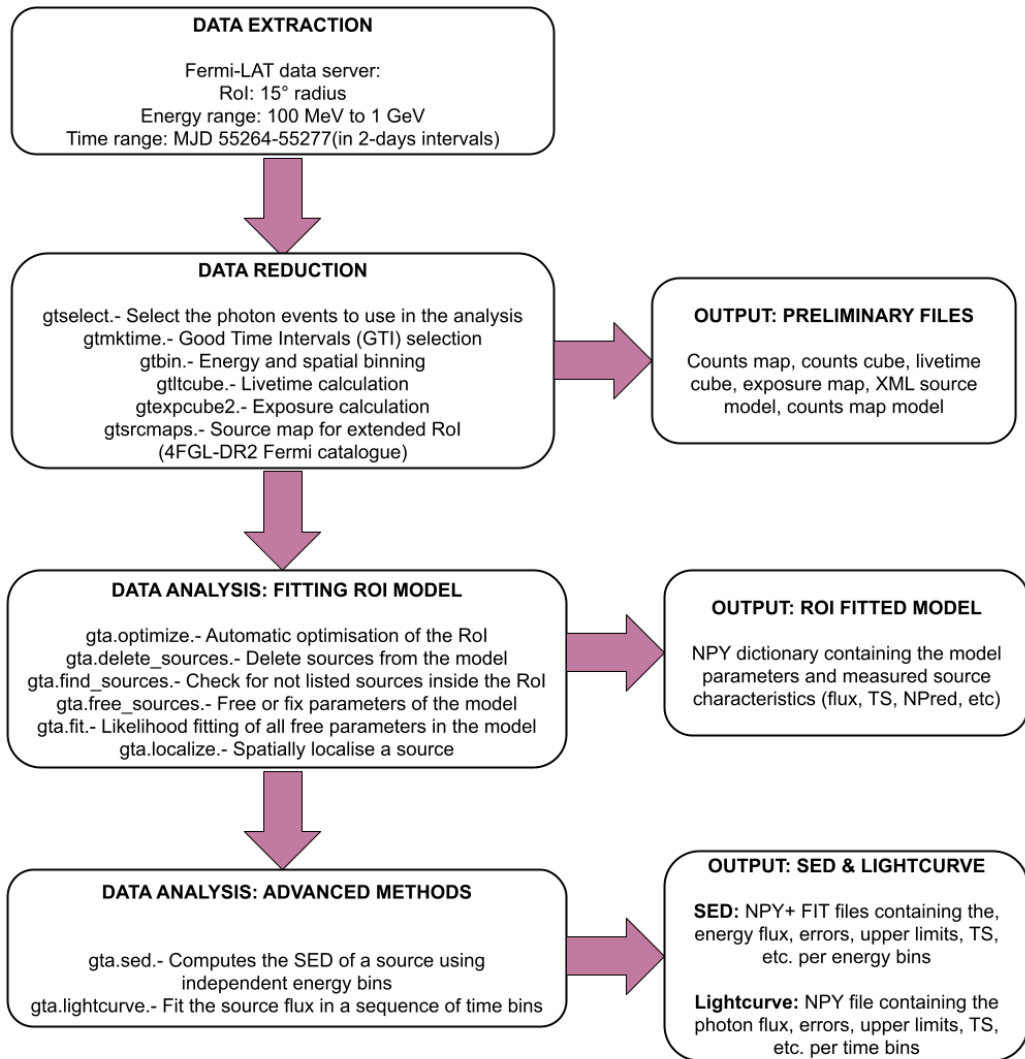 DATA EXTRACTION
Fermi-LAT data server:
RoI: 15° radius
Energy range: 100 MeV to 1 GeV
Time range: MJD 55264-55277(in 2-days intervals)
DATA REDUCTION
gtselect.- Select the photon events to use in the analysis
gtmktime.- Good Time Intervals (GTI) selection
gtbin.- Energy and spatial binning
gtltcube.- Livetime calculation
gtexpcube2.- Exposure calculation
gtsrcmaps.- Source map for extended RoI
(4FGL-DR2 Fermi catalogue)
OUTPUT: PRELIMINARY FILES
Counts map, counts cube, livetime
cube, exposure map, XML source
model, counts map model
DATA ANALYSIS: FITTING ROI MODEL
gta.optimize.- Automatic optimisation of the RoI
gta.delete_sources.- Delete sources from the model
gta.find_sources.- Check for not listed sources inside the RoI
gta.free_sources.- Free or fix parameters of the model
gta.fit.- Likelihood fitting of all free parameters in the model
gta.localize.- Spatially localise a source
OUTPUT: ROI FITTED MODEL
NPY dictionary containing the model
parameters and measured source
characteristics (flux, TS, NPred, etc)
DATA ANALYSIS: ADVANCED METHODS
gta.sed.- Computes the SED of a source using
independent energy bins
gta.lightcurve.- Fit the source flux in a sequence of time bins
OUTPUT: SED & LIGHTCURVE
SED: NPY+ FIT files containing the,
energy flux, errors, upper limits, TS,
etc. per energy bins
Lightcurve: NPY file containing the
photon flux, errors, upper limits, TS,
etc. per time bins